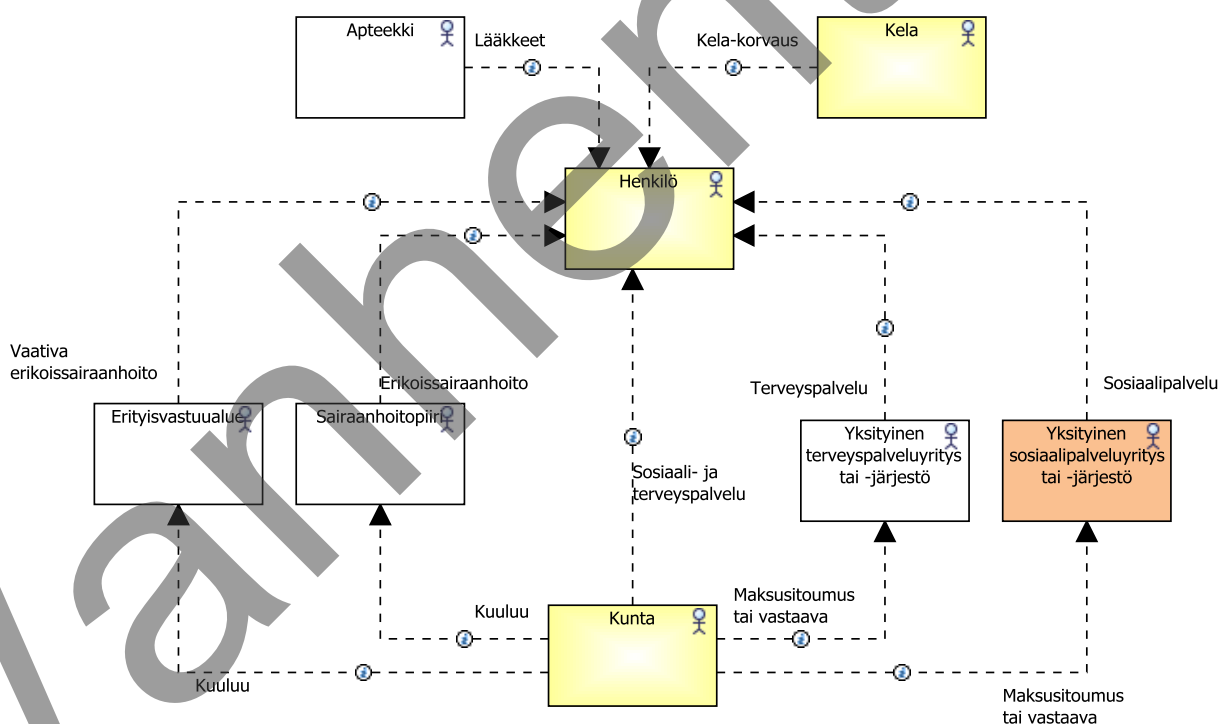 Apteekki
Lääkkeet
Kela-korvaus
Kela
Henkilö
Vaativa
erikoissairaanhoito
Erikoissairaanhoito
Terveyspalvelu
Sosiaalipalvelu
Erityisvastuualue
Sairaanhoitopiiri
Yksityinen
terveyspalveluyritys
tai -järjestö
Yksityinen
sosiaalipalveluyritys
tai -järjestö
Sosiaali- ja
terveyspalvelu
Kuuluu
Kunta
Maksusitoumus
tai vastaava
Kuuluu
Maksusitoumus
tai vastaava